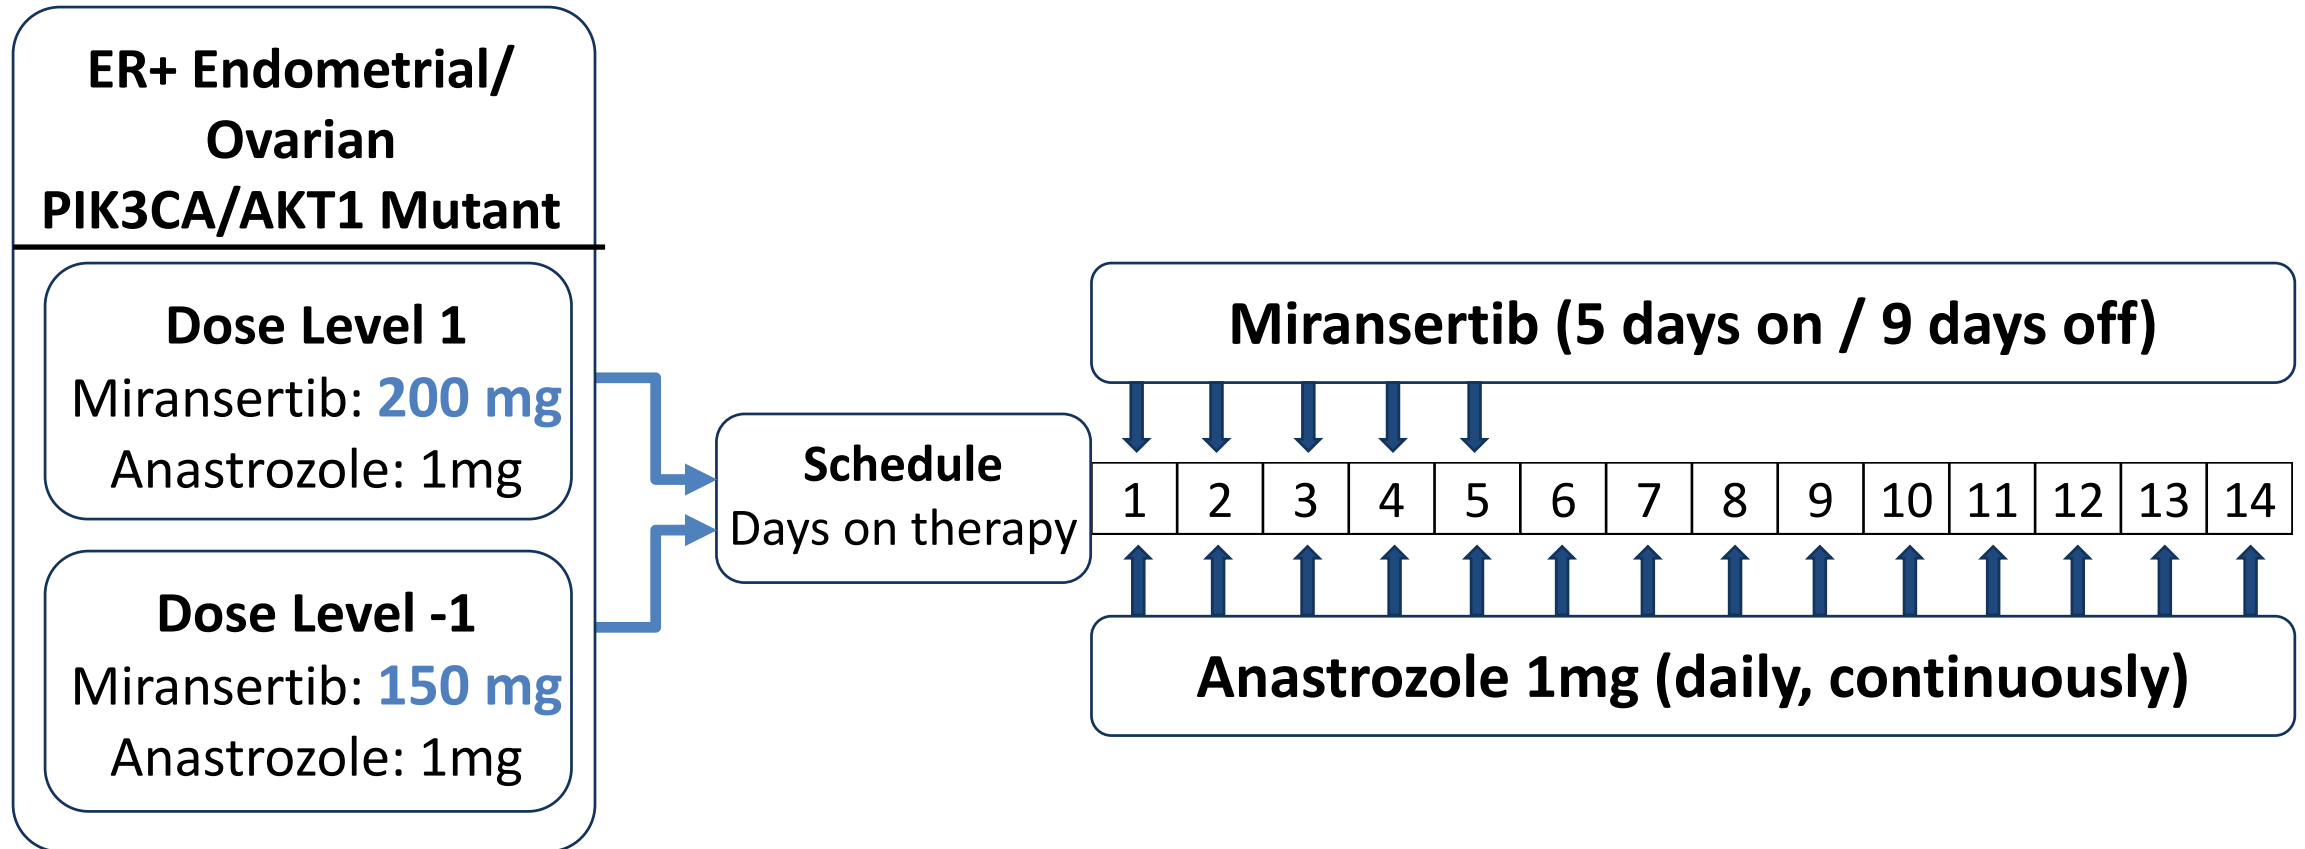 ER+ Endometrial/
Ovarian
PIK3CA/AKT1 Mutant
Dose Level 1
Miransertib: 200 mg
Anastrozole: 1mg
Dose Level -1
Miransertib: 150 mg
Anastrozole: 1mg
Schedule
Days on therapy
Miransertib (5 days on / 9 days off)
1 2 3 4 5 6 7 8 9 10 11 12 13 14
Anastrozole 1mg (daily, continuously)